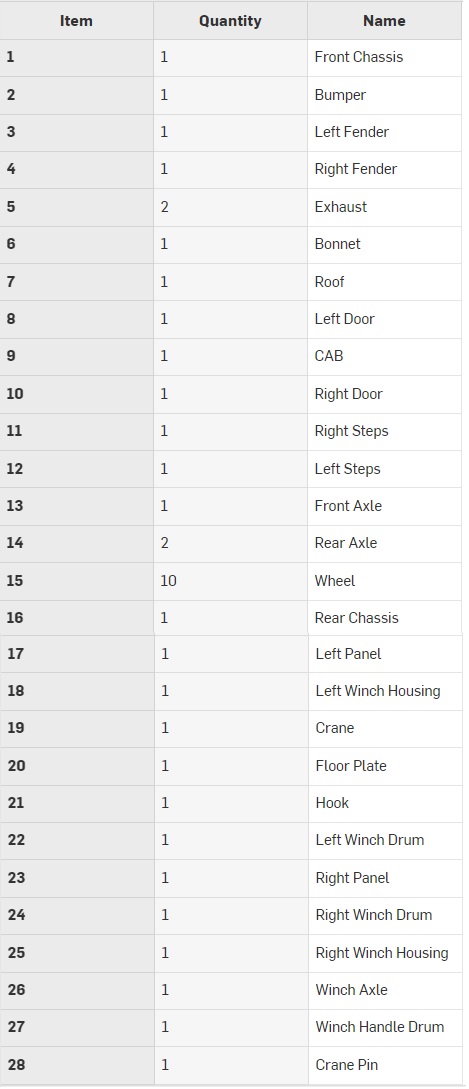 Item Quantity Name
1 1 Front Chassis
2 1 Bumper
3 1 Left Fender
4 1 Right Fender
5 2 Exhaust
6 1 Bonnet
7 1 Roof
8 1 Left Door
9 1 CAB
10 1 Right Door
11 1 Right Steps
12 1 Left Steps
13 1 Front Axle
14 2 Rear Axle
15 10 Wheel
16 1 Rear Chassis
17 1 Left Panel
18 1 Left Winch Housing
19 1 Crane
20 1 Floor Plate
21 1 Hook
22 1 Left Winch Drum
23 1 Right Panel
24 1 Right Winch Drum
25 1 Right Winch Housing
26 1 Winch Axle
27 1 Winch Handle Drum
28 1 Crane Pin